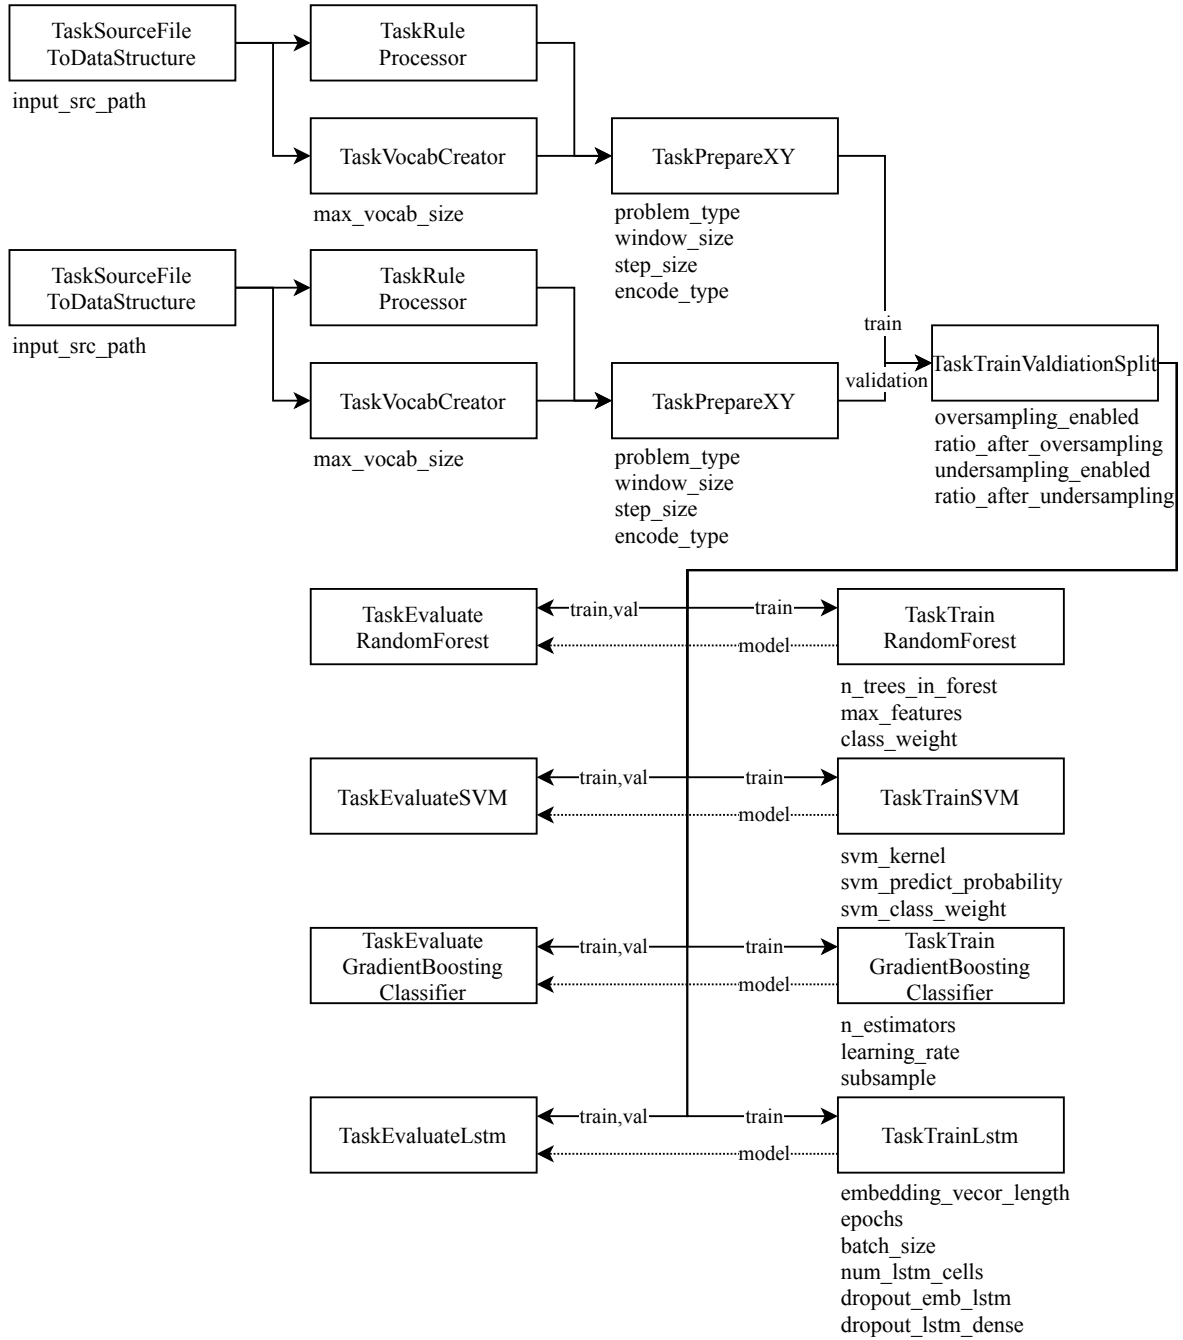 TaskSourceFile
ToDataStructure
input_src_path
TaskRule
Processor
TaskVocabCreator
max_vocab_size
TaskPrepareXY
problem_type
window_size
step_size
encode_type
TaskSourceFile
ToDataStructure
input_src_path
TaskRule
Processor
TaskVocabCreator
max_vocab_size
TaskPrepareXY
problem_type
window_size
step_size
encode_type
train
validation
TaskTrainValdiationSplit
oversampling_enabled
ratio_after_oversampling
undersampling_enabled
ratio_after_undersampling
TaskEvaluate
RandomForest
train,val
train
model
TaskTrain
RandomForest
n_trees_in_forest
max_features
class_weight
TaskEvaluateSVM
train,val
train
model
TaskTrainSVM
svm_kernel
svm_predict_probability
svm_class_weight
TaskEvaluate
GradientBoosting
Classifier
train,val
train
model
TaskTrain
GradientBoosting
Classifier
n_estimators
learning_rate
subsample
TaskEvaluateLstm
train,val
train
model
TaskTrainLstm
embedding_vecor_length
epochs
batch_size
num_lstm_cells
dropout_emb_lstm
dropout_lstm_dense